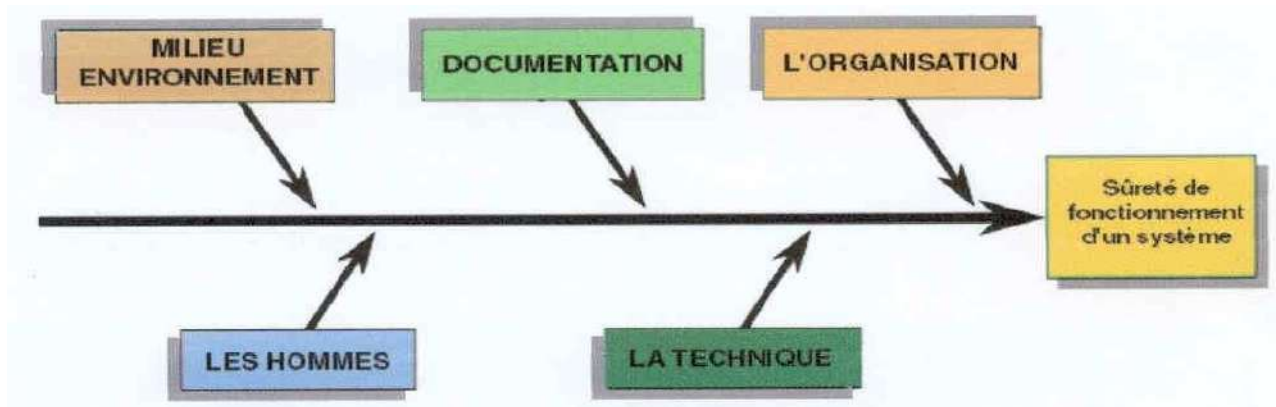 MILIEU
ENVIRONNEMENT
DOCUMENTATION
L'ORGANISATION
Sûreté de
fonctionnement
d'un système
LES HOMMES
LA TECHNIQUE